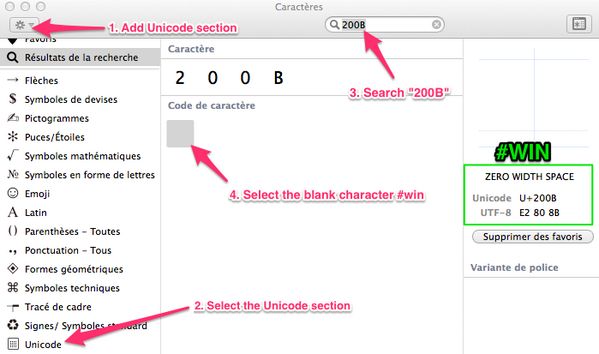 Caractères
1. Add Unicode section
200B
Favoris
Résultats de la recherche
Flèches
Symboles de devises
Pictogrammes
Puces/Étoiles
Symboles mathématiques
Symboles en forme de lettres
Emoji
Latin
Parenthèses - Toutes
Ponctuation - Tous
Formes géométriques
Symboles techniques
Tracé de cadre
Signes/ Symboles standard
Unicode
2. Select the Unicode section
Caractère
2 0 0 B
3. Search "200B"
Code de caractère
4. Select the blank character #win
#WIN
ZERO WIDTH SPACE
Unicode U+200B
UTF-8 E2 80 8B
Supprimer des favoris
Variante de police